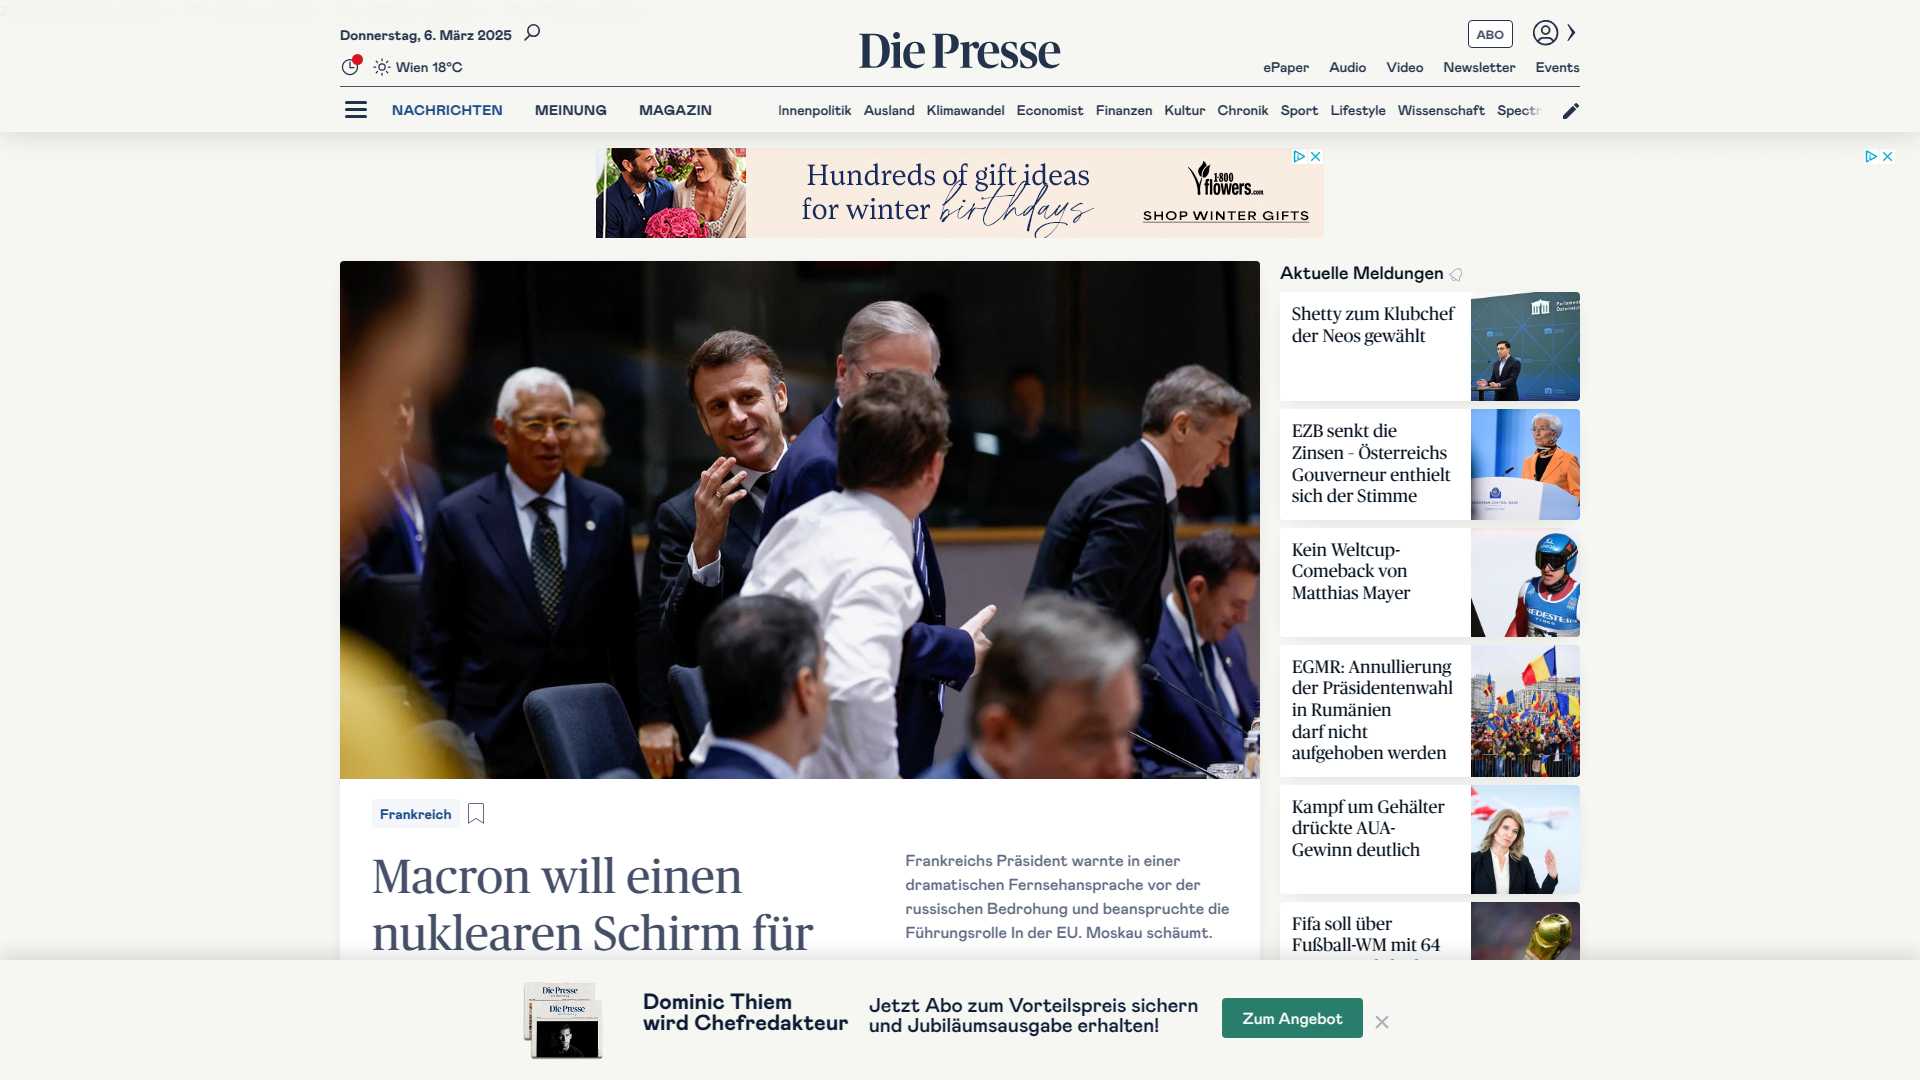 Donnerstag, 6. März 2025
Die Presse
ABO
Wien 18°C
ePaper Audio Video Newsletter Events
NACHRICHTEN MEINUNG MAGAZIN
Innenpolitik Ausland Klimawandel Economist Finanzen Kultur Chronik Sport Lifestyle Wissenschaft Spectr
Hundreds of gift ideas
for winter birthdays
1·800
flowers.com
SHOP WINTER GIFTS
Aktuelle Meldungen
Shetty zum Klubchef
der Neos gewählt
EZB senkt die
Zinsen – Österreichs
Gouverneur enthielt
sich der Stimme
Kein Weltcup-
Comeback von
Matthias Mayer
EGMR: Annullierung
der Präsidentenwahl
in Rumänien
darf nicht
aufgehoben werden
Kampf um Gehälter
drückte AUA-
Gewinn deutlich
Fifa soll über
Fußball-WM mit 64
Frankreich
Macron will einen
nuklearen Schirm für
Frankreichs Präsident warnte in einer
dramatischen Fernsehansprache vor der
russischen Bedrohung und beanspruchte die
Führungsrolle In der EU. Moskau schäumt.
Die Presse
Die Presse
Dominic Thiem
wird Chefredakteur
Jetzt Abo zum Vorteilspreis sichern
und Jubiläumsausgabe erhalten!
Zum Angebot